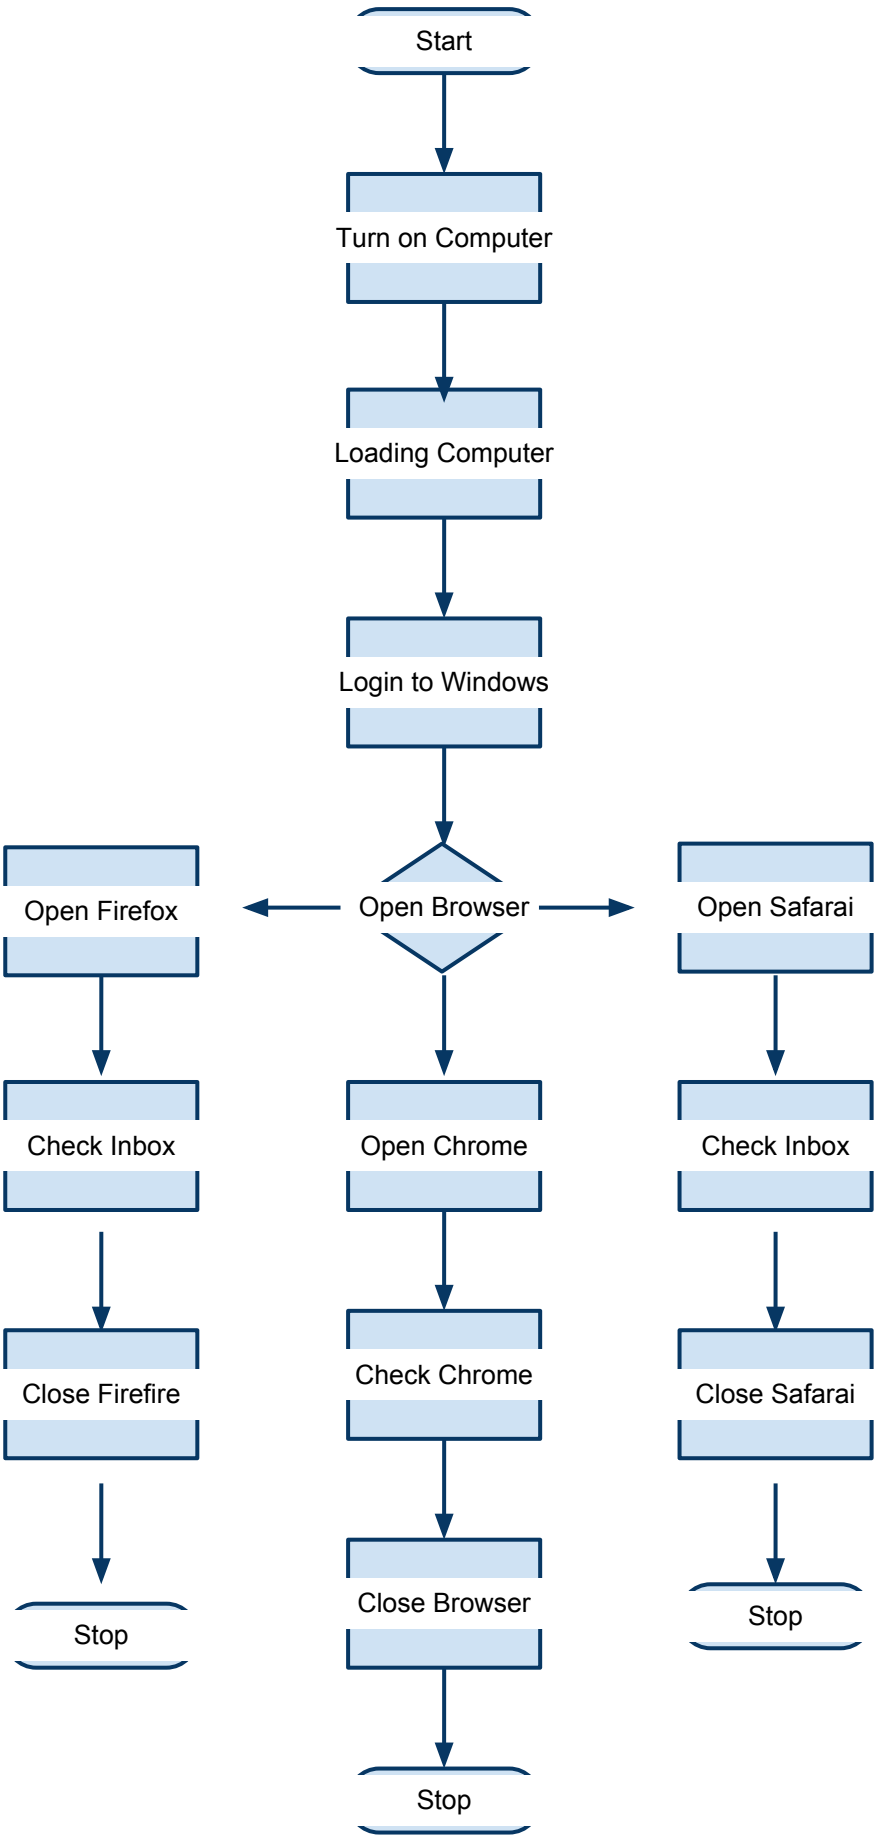 Start
Turn on Computer
Loading Computer
Login to Windows
Open Firefox
Open Browser
Open Safarai
Check Inbox
Open Chrome
Check Inbox
Close Firefire
Check Chrome
Close Safarai
Stop
Close Browser
Stop
Stop